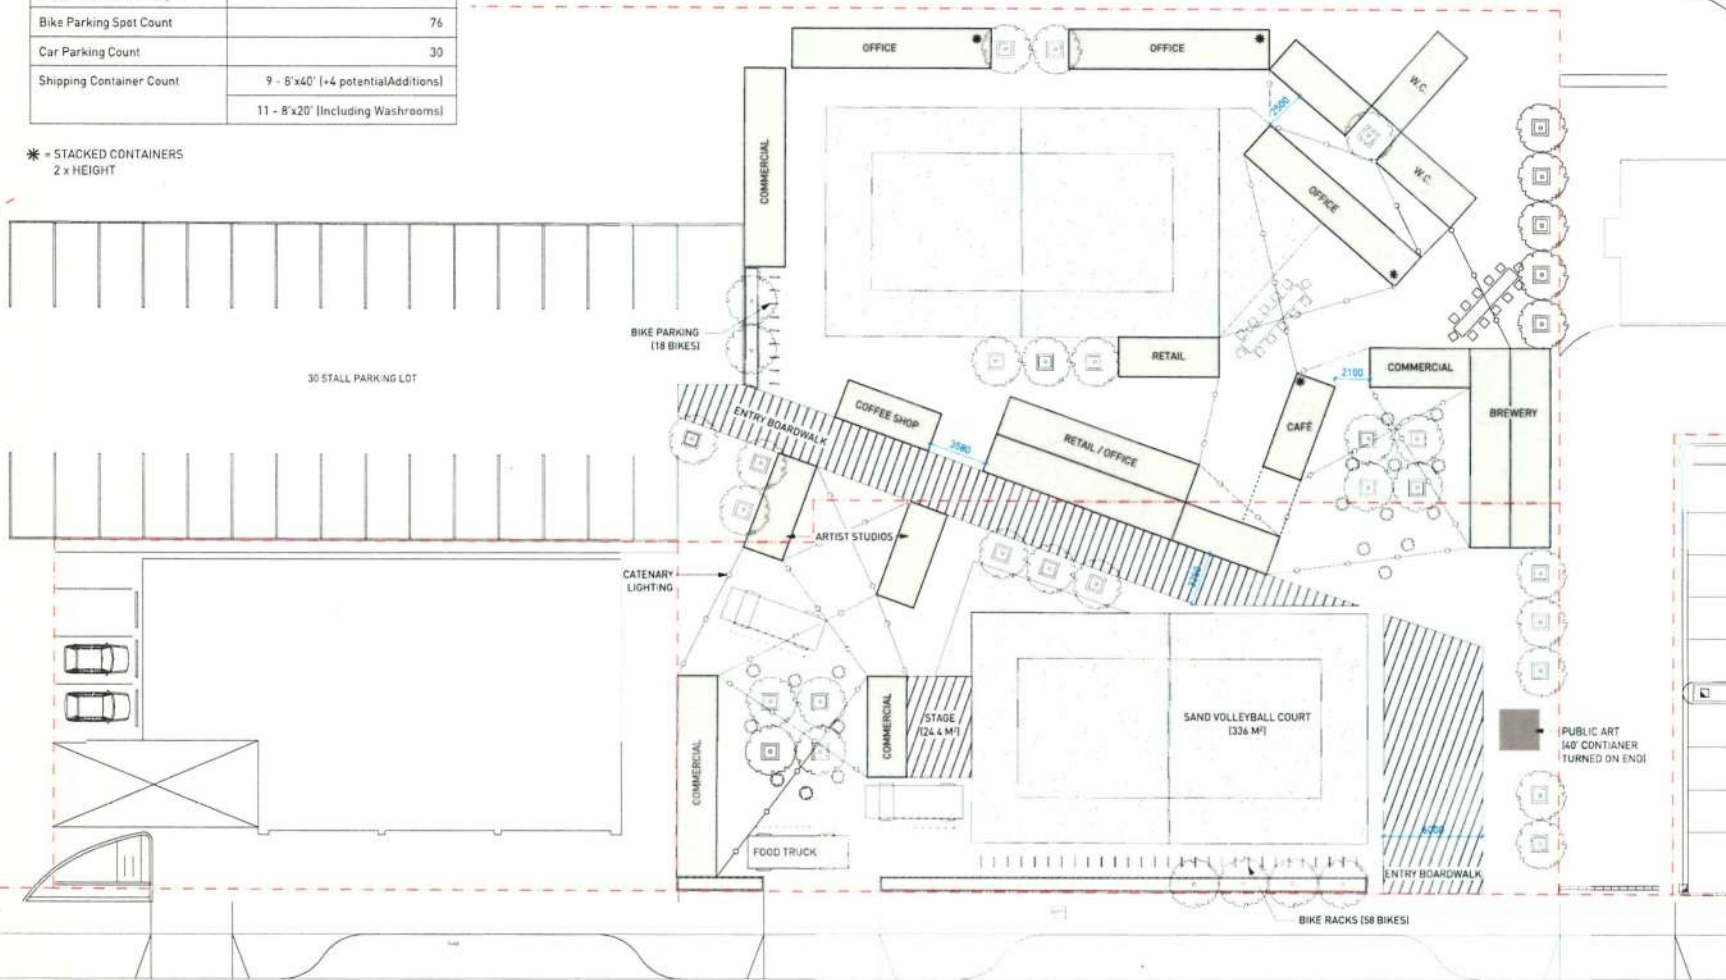 Bike Parking Spot Count 76
Car Parking Count 30
Shipping Container Count 9 - 8'x40' (+4 potentialAdditions)
11 - 8'x20' (Including Washrooms)
✱ = STACKED CONTAINERS
2 x HEIGHT
OFFICE
OFFICE
W.C.
2500
COMMERCIAL
W.C.
OFFICE
BIKE PARKING
(18 BIKES)
RETAIL
30 STALL PARKING LOT
2100
COMMERCIAL
COFFEE SHOP
ENTRY BOARDWALK
BREWERY
CAFÉ
3580
RETAIL / OFFICE
ARTIST STUDIOS
CATENARY
LIGHTING
COMMERCIAL
COMMERCIAL
STAGE
(24.4 M²)
SAND VOLLEYBALL COURT
(336 M²)
PUBLIC ART
(40' CONTIANER
TURNED ON END)
6000
FOOD TRUCK
ENTRY BOARDWALK
BIKE RACKS (58 BIKES)